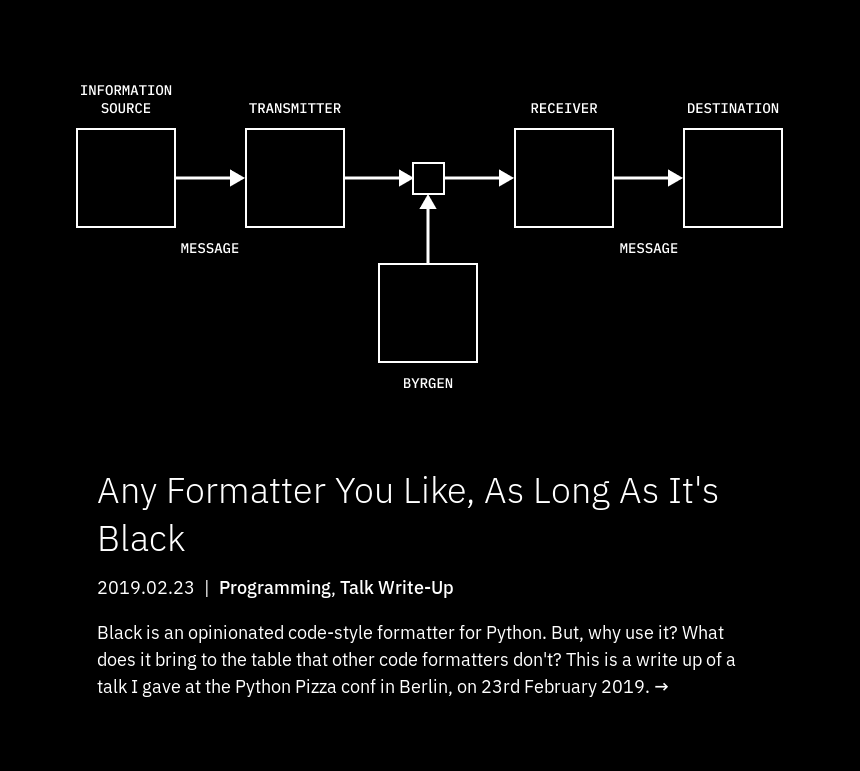 INFORMATION
SOURCE
TRANSMITTER
RECEIVER
DESTINATION
MESSAGE
MESSAGE
BYRGEN
Any Formatter You Like, As Long As It's
Black
2019.02.23 | Programming, Talk Write-Up
Black is an opinionated code-style formatter for Python. But, why use it? What
does it bring to the table that other code formatters don't? This is a write up of a
talk I gave at the Python Pizza conf in Berlin, on 23rd February 2019. →